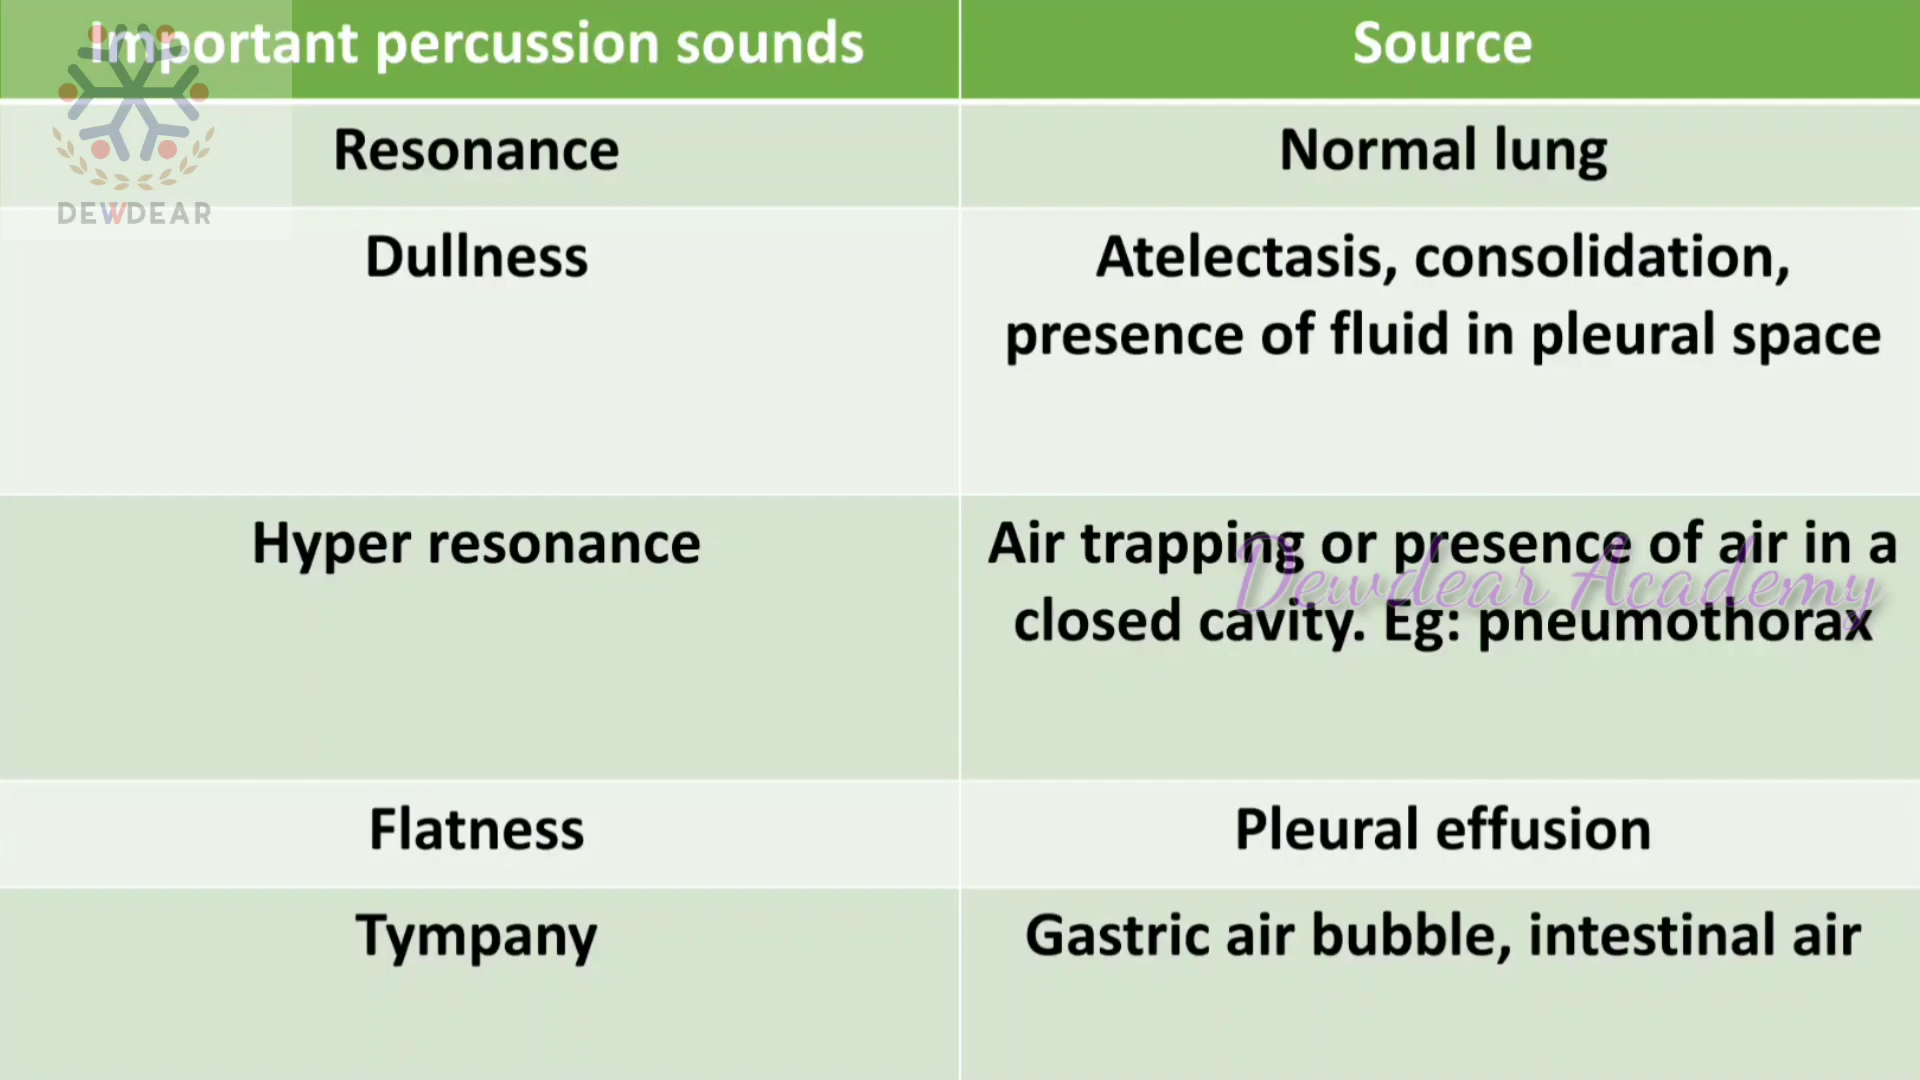 Important percussion sounds
Source
DEWDEAR
Resonance
Normal lung
Dullness
Atelectasis, consolidation,
presence of fluid in pleural space
Hyper resonance
Air trapping or presence of air in a
closed cavity. Eg: pneumothorax
Dewdear Academy
Flatness
Pleural effusion
Tympany
Gastric air bubble, intestinal air